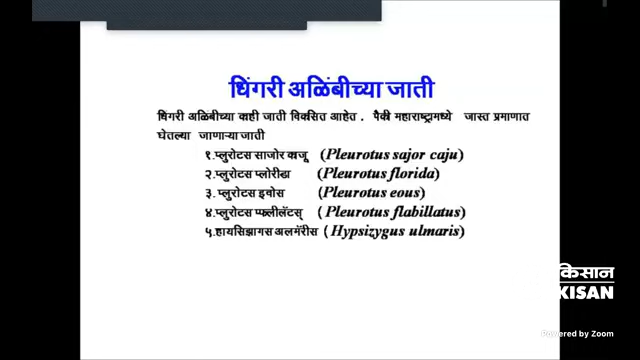 धिंगरी अळिंबीच्या जाती
धिंगरी अळिंबीच्या काही जाती विकसित आहेत . पैकी महाराष्ट्रामध्ये जास्त प्रमाणात
घेतल्या जाणाऱ्या जाती
१.प्लुरोटस साजोर काजू (Pleurotus sajor caju)
२.प्लुरोटस प्लोरीडा (Pleurotus florida)
३. प्लुरोटस इवोस (Pleurotus eous)
४.प्लुरोटस प्फ्लीलॅटस् (Pleurotus flabillatus)
५.हायसिझागस अलमॅरीस (Hypsizygus ulmaris)
किसान
KISAN
Powered by Zoom